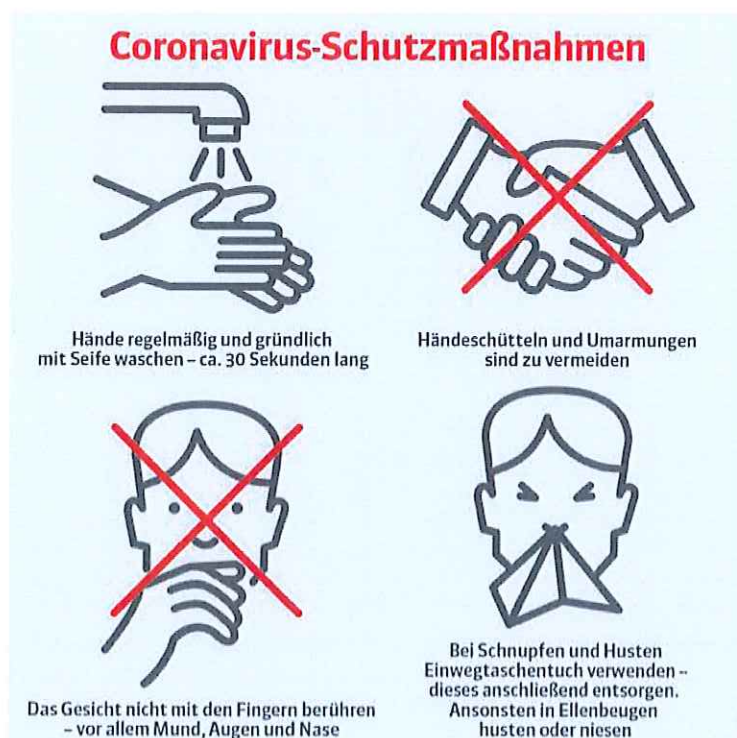 Coronavirus-Schutzmaßnahmen
Hände regelmäßig und gründlich
mit Seife waschen – ca. 30 Sekunden lang
Händeschütteln und Umarmungen
sind zu vermeiden
Das Gesicht nicht mit den Fingern berühren
– vor allem Mund, Augen und Nase
Bei Schnupfen und Husten
Einwegtaschentuch verwenden –
dieses anschließend entsorgen.
Ansonsten in Ellenbeugen
husten oder niesen